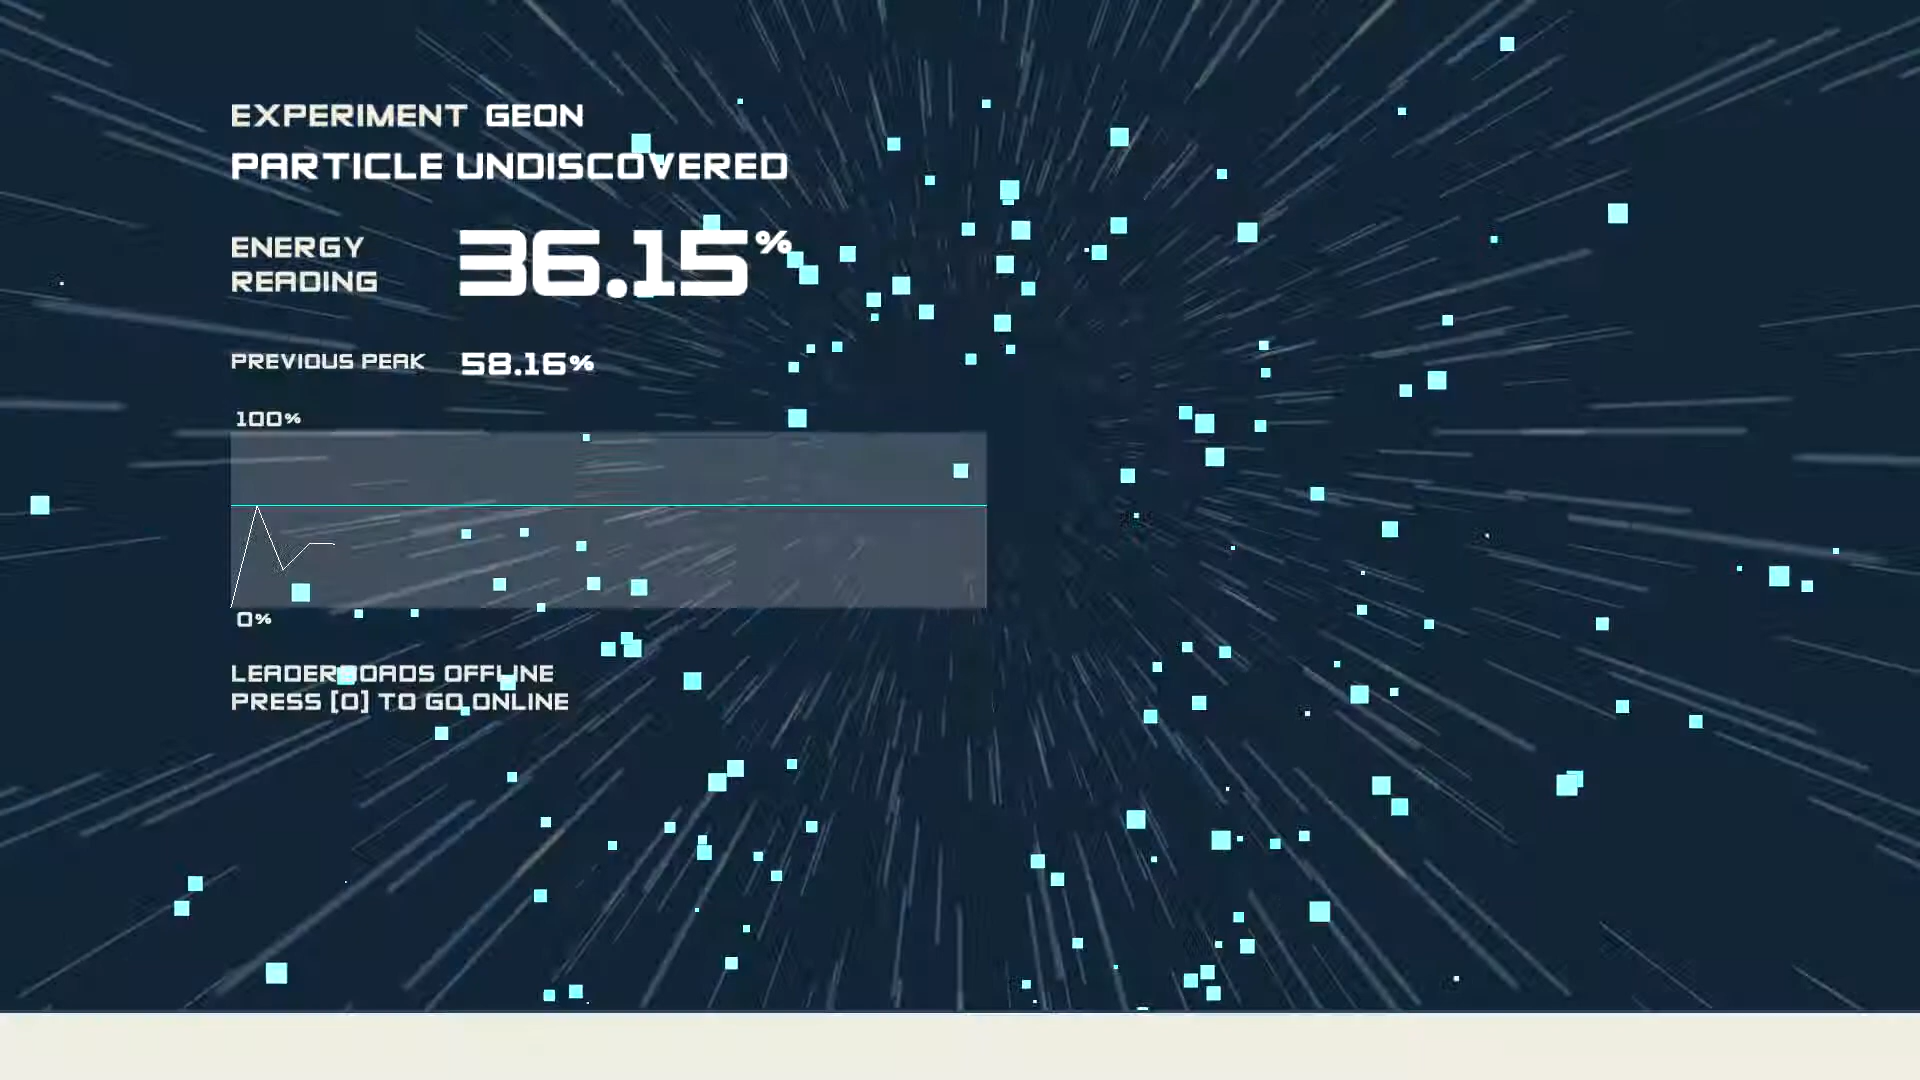 EXPERIMENT GEON
PARTICLE UNDISCOVERED
ENERGY READING 36.15%
PREVIOUS PEAK 58.16%
100%
0%
LEADERBOARDS OFFLINE
PRESS [O] TO GO ONLINE